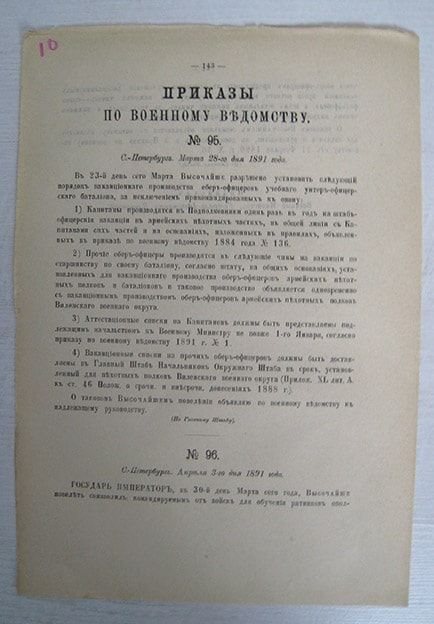 10
— 143 —
ПРИКАЗЫ
ПО ВОЕННОМУ ВѢДОМСТВУ.
№ 95.
С.-Петербургъ. Марта 28-го дня 1891 года.
Въ 23-й день сего Марта Высочайше разрѣшено установить слѣдующій
порядокъ вакансіоннаго производства оберъ-офицеровъ учебнаго унтеръ-офицер-
скаго баталіона, за исключеніемъ прикомандированныхъ къ оному:
1) Капитаны производятся въ Подполковники одинъ разъ въ годъ на штабъ-
офицерскія вакансіи въ армейскихъ пѣхотныхъ частяхъ, въ общей линіи съ Ка-
питанами сихъ частей и на основаніяхъ, изложенныхъ въ правилахъ, объявлен-
ныхъ въ приказѣ по военному вѣдомству 1884 года № 136.
2) Прочіе оберъ-офицеры производятся въ слѣдующіе чины на вакансіи по
старшинству по своему баталіону, согласно штату, на общихъ основаніяхъ, уста-
новленныхъ для вакансіоннаго производства оберъ-офицеровъ армейскихъ пѣхот-
ныхъ полковъ и баталіоновъ и таковое производство объявляется одновременно
съ вакансіоннымъ производствомъ оберъ-офицеровъ армейскихъ пѣхотныхъ полковъ
Виленскаго военнаго округа.
3) Аттестаціонные списки на Капитановъ должны быть представлены под-
лежащимъ начальствомъ къ Военному Министру не позже 1-го Января, согласно
приказу по военному вѣдомству 1891 г. № 1.
4) Вакансіонные списки на прочихъ оберъ-офицеровъ должны быть доста-
влены въ Главный Штабъ Начальникомъ Окружнаго Штаба въ срокъ, установлен-
ный для пѣхотныхъ полковъ Виленскаго военнаго округа (Прилож. XI. лит. А.
къ ст. 16 Полож. о срочн. и внѣсрочн. донесеніяхъ 1888 г.)
О таковомъ Высочайшемъ повелѣніи объявляю по военному вѣдомству къ
надлежащему руководству.
(По Главному Штабу).
№ 96.
С.-Петербургъ. Апрѣля 3-го дня 1891 года.
ГОСУДАРЬ ИМПЕРАТОРЪ, въ 30-й день Марта сего года, Высочайше
повелѣть соизволилъ: командируемымъ отъ войскъ для обученія ратниковъ опол-